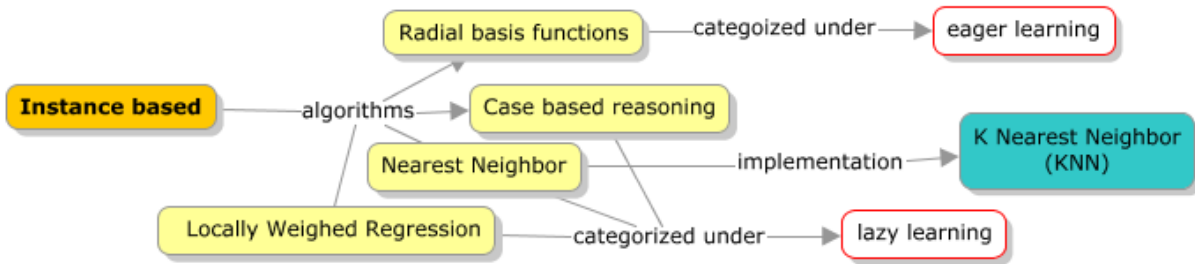 Radial basis functions
categoized under
eager learning
Instance based
algorithms
Case based reasoning
K Nearest Neighbor
(KNN)
Nearest Neighbor
implementation
Locally Weighed Regression
categorized under
lazy learning